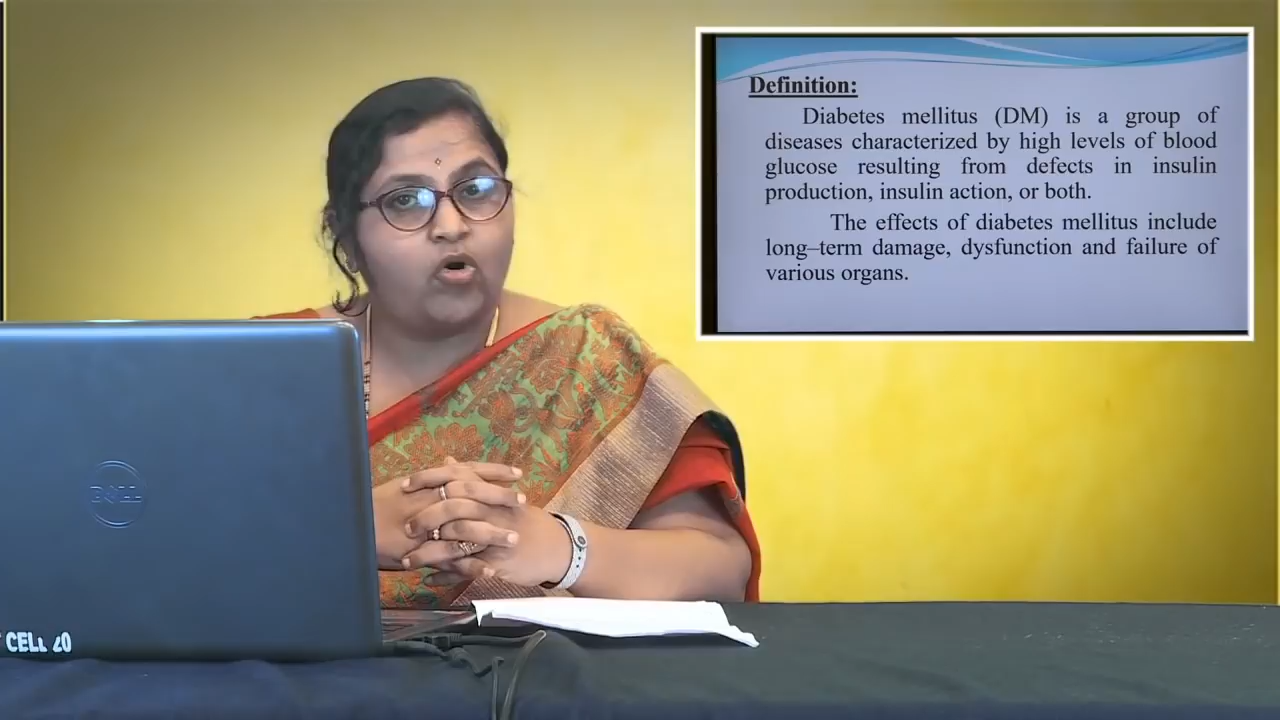 Definition:
Diabetes mellitus (DM) is a group of
diseases characterized by high levels of blood
glucose resulting from defects in insulin
production, insulin action, or both.
The effects of diabetes mellitus include
long–term damage, dysfunction and failure of
various organs.
DELL
CELL 20